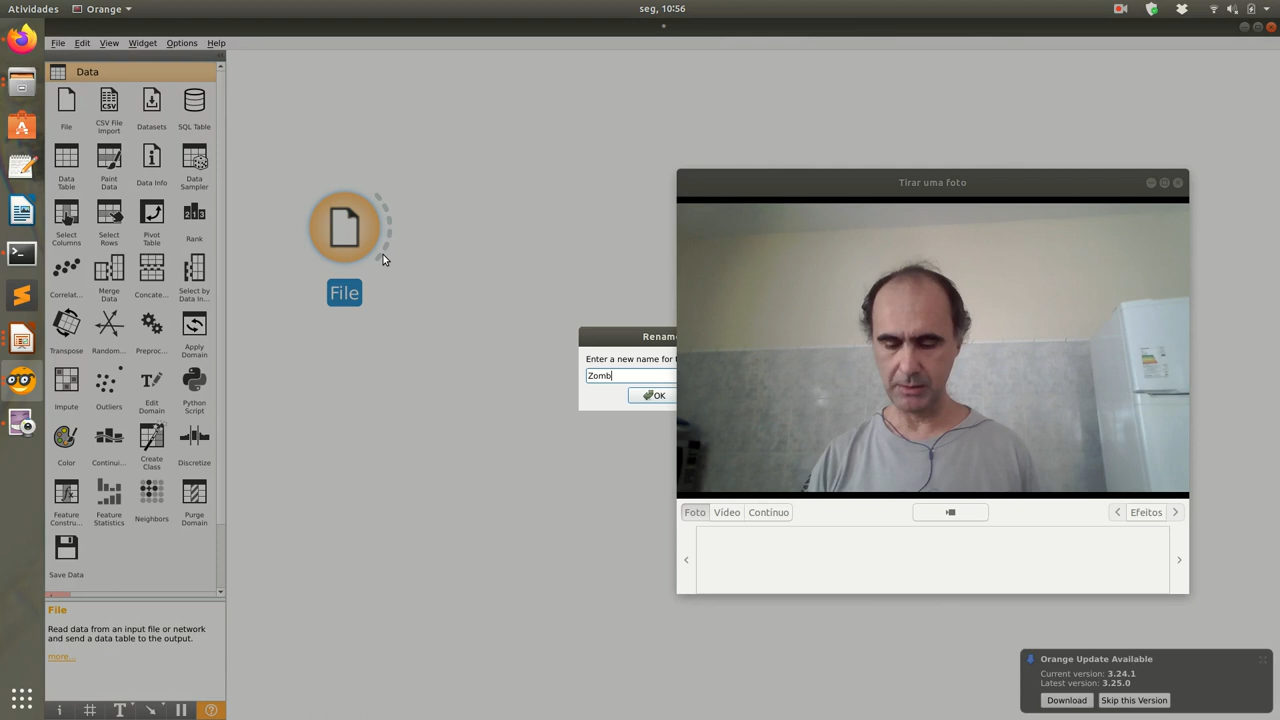 Atividades
Orange
seg, 10:56
File Edit View Widget Options Help
Data
File
CSV File
Import
Datasets
SQL Table
Data
Table
Paint
Data
Data Info
Data
Sampler
Select
Columns
Select
Rows
Pivot
Table
Rank
Correlat...
Merge
Data
Concate...
Select by
Data In...
Transpose
Random...
Preproc...
Apply
Domain
Impute
Outliers
Edit
Domain
Python
Script
Color
Continui...
Create
Class
Discretize
Feature
Constru...
Feature
Statistics
Neighbors
Purge
Domain
Save Data
File
Read data from an input file or network
and send a data table to the output.
more...
File
Renam
Enter a new name for t
Zomb
OK
Tirar uma foto
Foto
Vídeo
Contínuo
Efeitos
Orange Update Available
Current version: 3.24.1
Latest version: 3.25.0
Download
Skip this Version